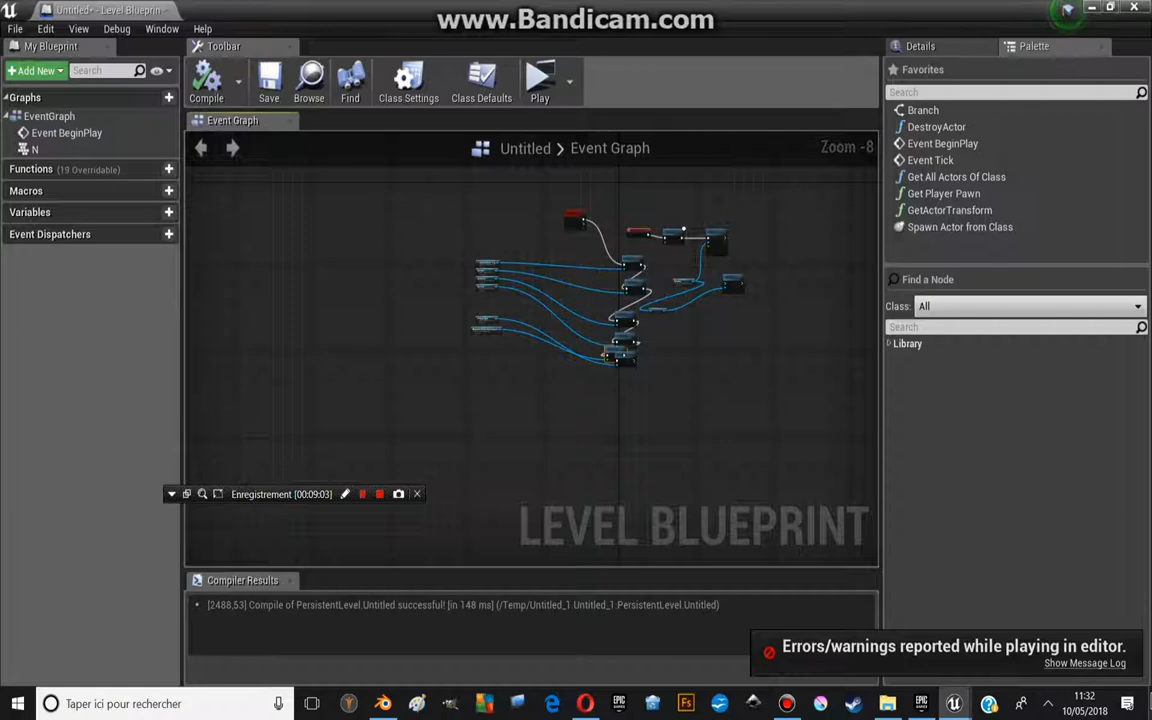 www.Bandicam.com
Untitled* - Level Blueprin
File Edit View Debug Window Help
My Blueprint
Toolbar
Details
Palette
Add New
Search
Compile
Save
Browse
Find
Class Settings
Class Defaults
Play
Favorites
Search
Graphs
EventGraph
Event BeginPlay
N
Functions (19 Overridable)
Macros
Variables
Event Dispatchers
Event Graph
Untitled > Event Graph
Zoom -8
Branch
DestroyActor
Event BeginPlay
Event Tick
Get All Actors Of Class
Get Player Pawn
GetActorTransform
Spawn Actor from Class
Find a Node
Class: All
Search
Library
Enregistrement [00:09:03]
LEVEL BLUEPRINT
Compiler Results
[2488,53] Compile of PersistentLevel.Untitled successful! [in 148 ms] (/Temp/Untitled_1.Untitled_1:PersistentLevel.Untitled)
Errors/warnings reported while playing in editor.
Show Message Log
Taper ici pour rechercher
11:32
10/05/2018